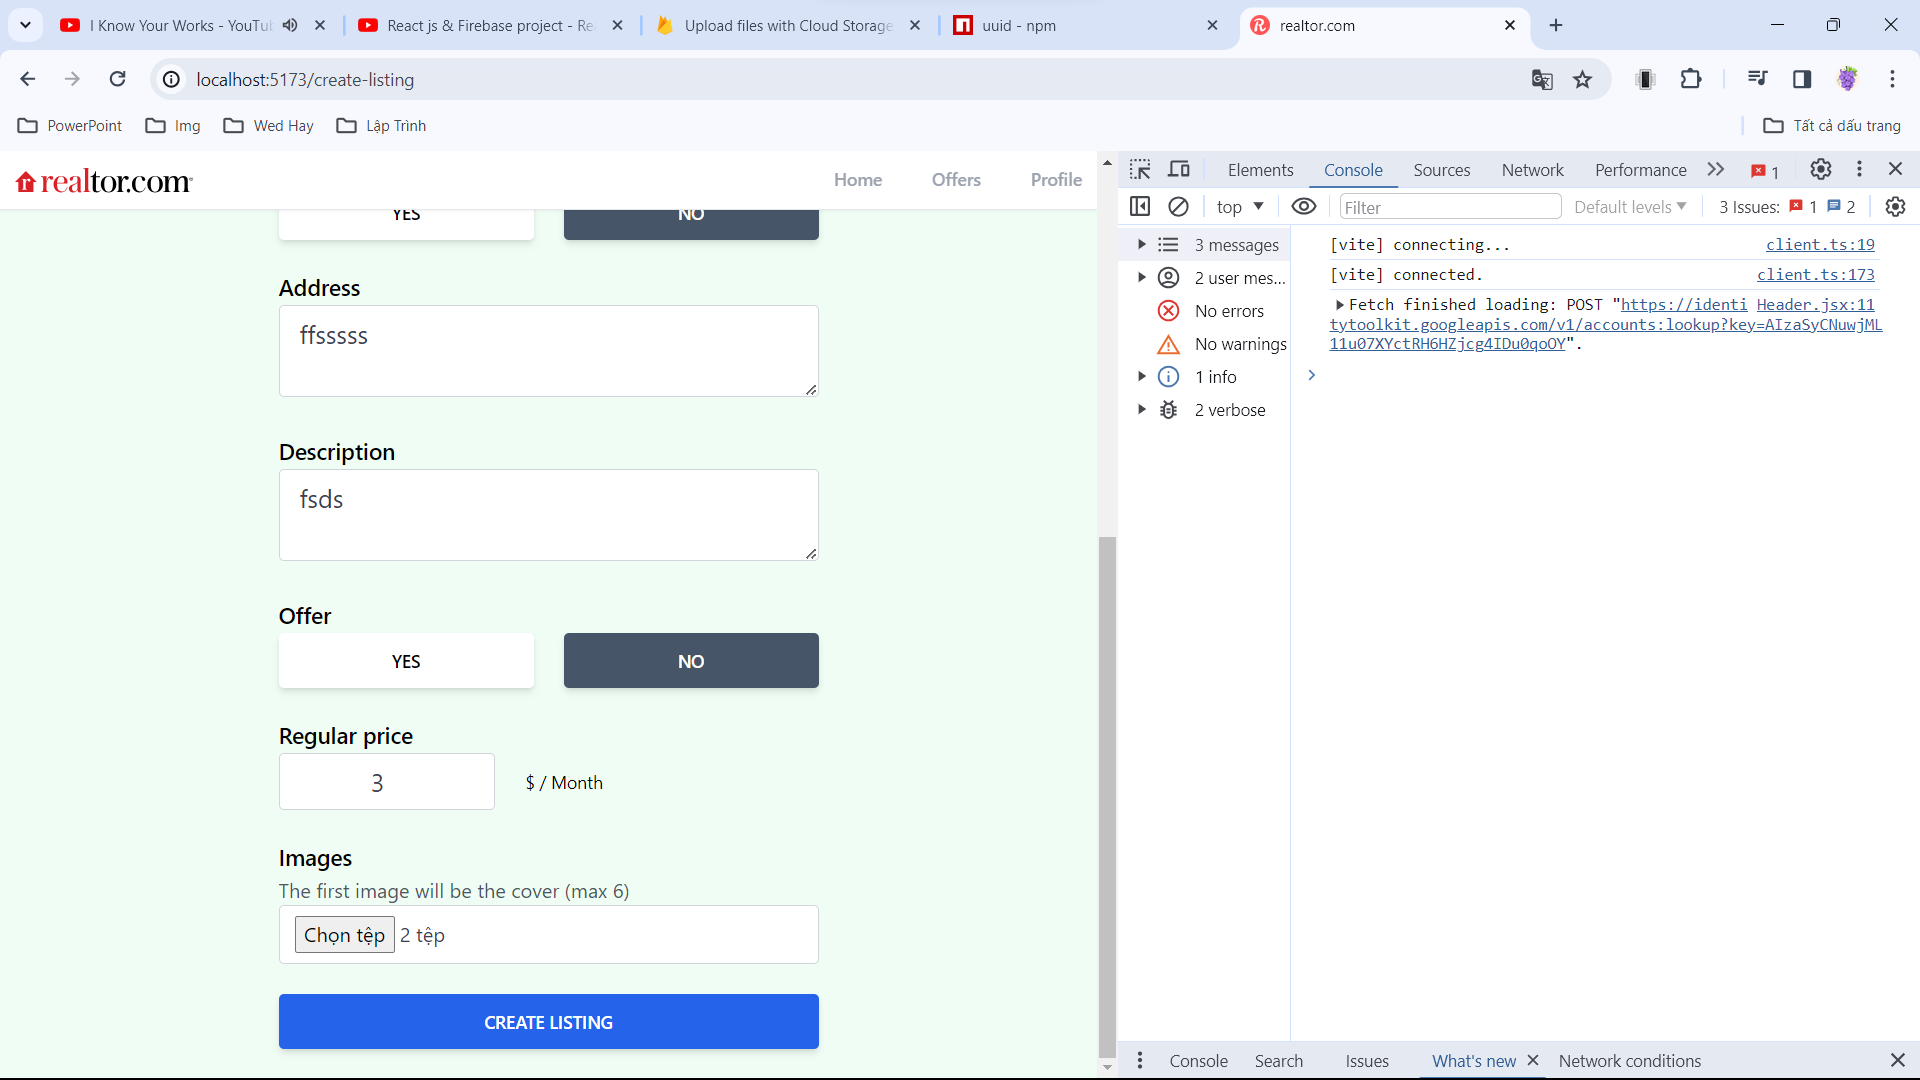 I Know Your Works - YouTub
React js & Firebase project - Rea
Upload files with Cloud Storage
uuid - npm
realtor.com
localhost:5173/create-listing
PowerPoint
Img
Wed Hay
Lập Trình
Tất cả dấu trang
realtor.com
Home
Offers
Profile
YES
NO
Address
ffsssss
Description
fsds
Offer
YES
NO
Regular price
3
$ / Month
Images
The first image will be the cover (max 6)
Chọn tệp 2 tệp
CREATE LISTING
Elements
Console
Sources
Network
Performance
1
top
Filter
Default levels
3 Issues: 1 2
3 messages
2 user mes...
No errors
No warnings
1 info
2 verbose
[vite] connecting... client.ts:19
[vite] connected. client.ts:173
Fetch finished loading: POST "https://identi Header.jsx:11
tytoolkit.googleapis.com/v1/accounts:lookup?key=AIzaSyCNuwjML
11u07XYctRH6HZjcg4IDu0qoOY".
Console
Search
Issues
What's new
Network conditions